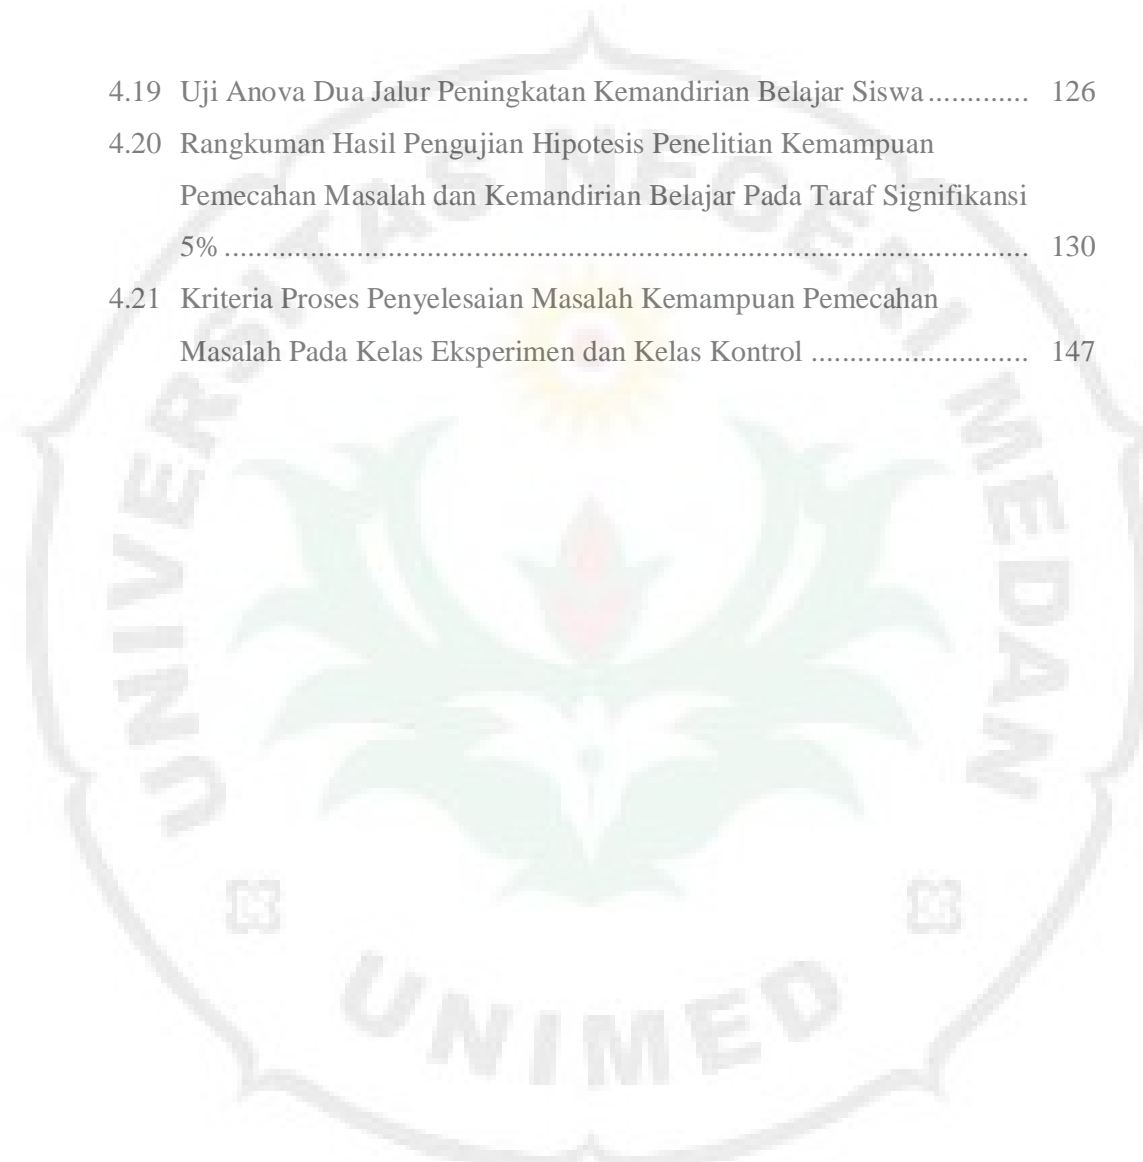 4.19 Uji Anova Dua Jalur Peningkatan Kemandirian Belajar Siswa ............. 126
4.20 Rangkuman Hasil Pengujian Hipotesis Penelitian Kemampuan
Pemecahan Masalah dan Kemandirian Belajar Pada Taraf Signifikansi
5% ....................................................................................................... 130
4.21 Kriteria Proses Penyelesaian Masalah Kemampuan Pemecahan
Masalah Pada Kelas Eksperimen dan Kelas Kontrol ............................ 147
UNIVERSITAS NEGERI MEDAN
UNIMED